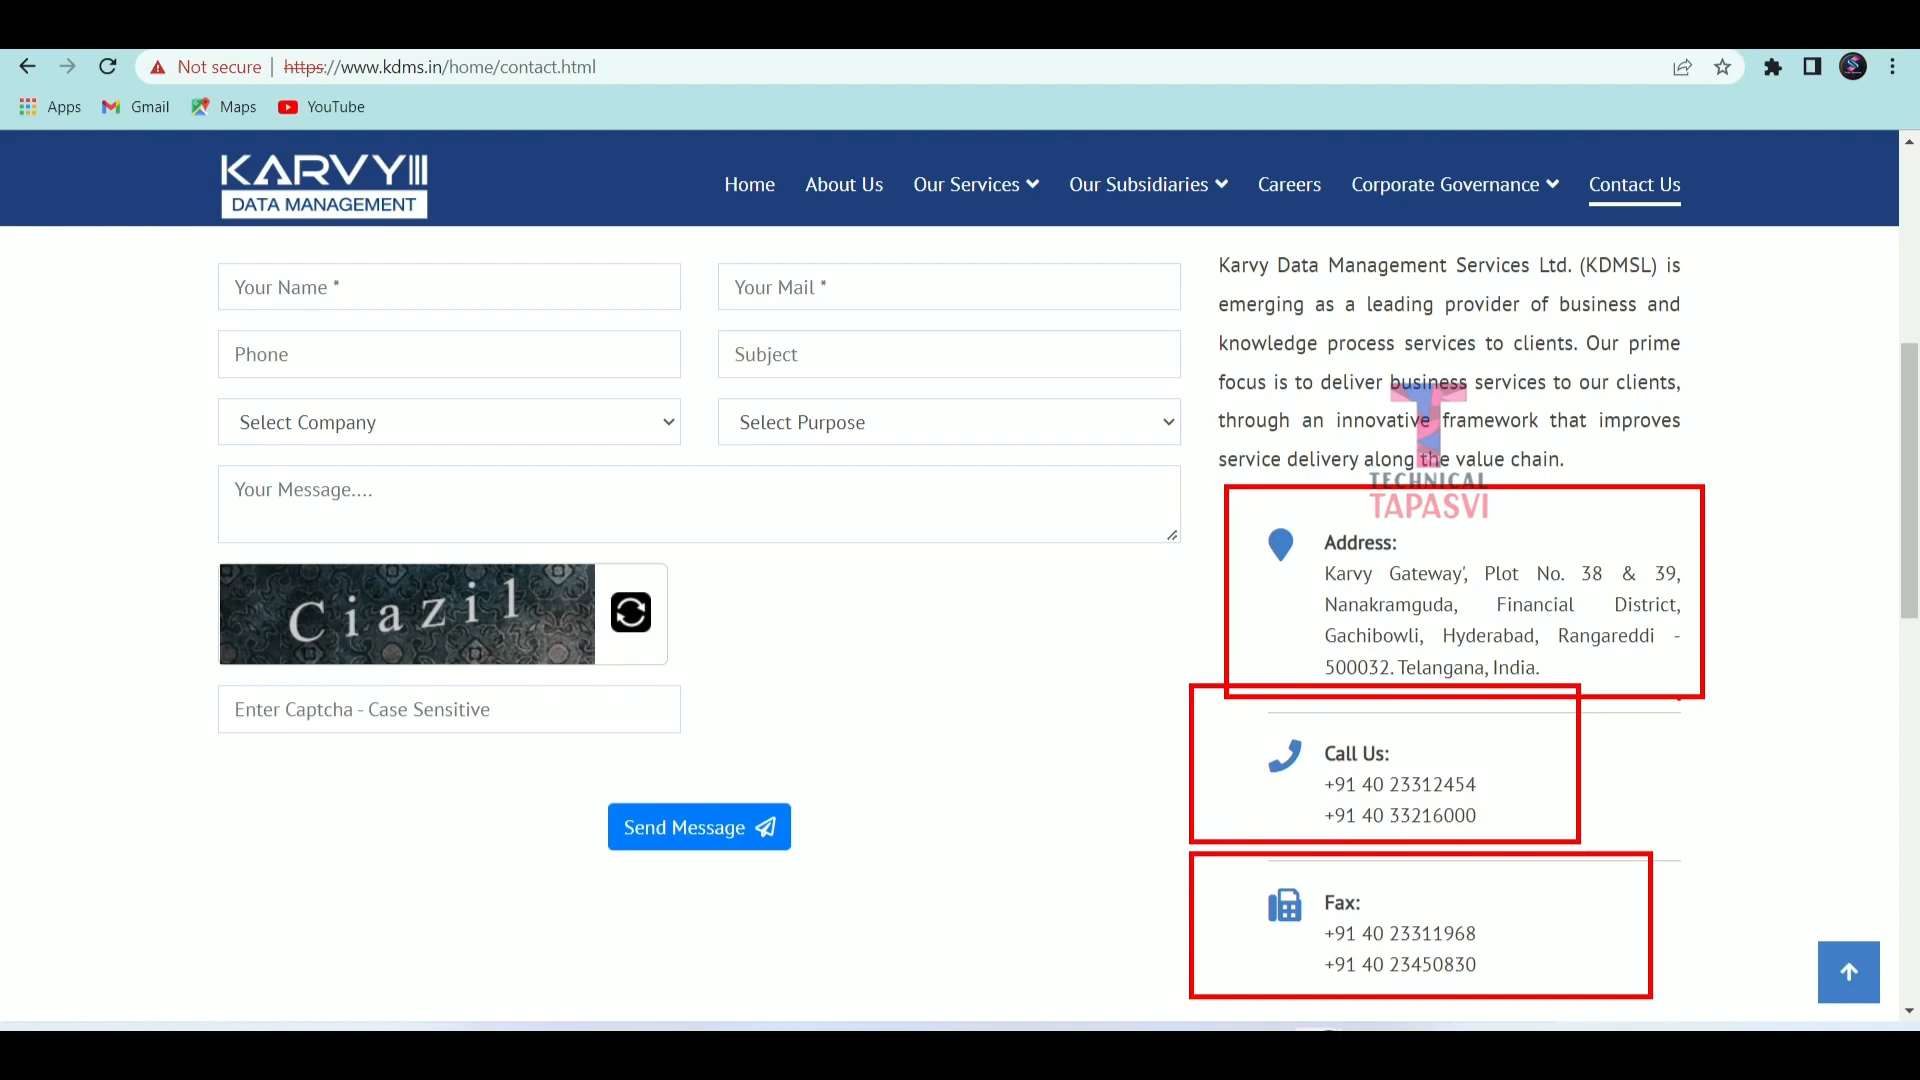 Not secure | https://www.kdms.in/home/contact.html
Apps Gmail Maps YouTube
KARVY
DATA MANAGEMENT
Home About Us Our Services Our Subsidiaries Careers Corporate Governance Contact Us
Your Name *
Your Mail *
Phone
Subject
Select Company
Select Purpose
Your Message....
Ciazil
Enter Captcha - Case Sensitive
Send Message
Karvy Data Management Services Ltd. (KDMSL) is
emerging as a leading provider of business and
knowledge process services to clients. Our prime
focus is to deliver business services to our clients,
through an innovative framework that improves
service delivery along the value chain.
TECHNICAL
TAPASVI
Address:
Karvy Gateway', Plot No. 38 & 39,
Nanakramguda, Financial District,
Gachibowli, Hyderabad, Rangareddi -
500032. Telangana, India.
Call Us:
+91 40 23312454
+91 40 33216000
Fax:
+91 40 23311968
+91 40 23450830